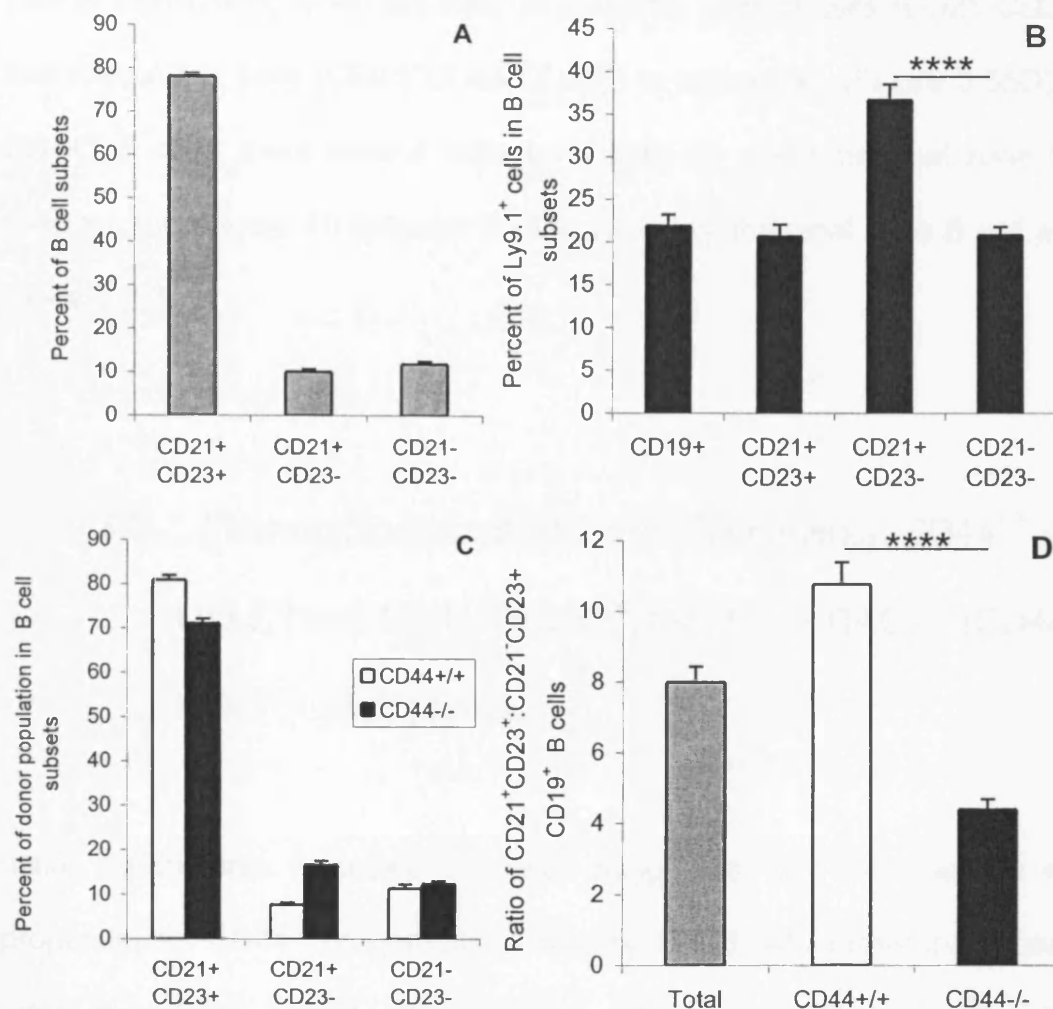 A
Percent of B cell subsets
90
80
70
60
50
40
30
20
10
0
CD21+ CD21+ CD21-
CD23+ CD23- CD23-
B
Percent of Ly9.1⁺ cells in B cell
subsets
45
40
35
30
25
20
15
10
5
0
****
CD19+ CD21+ CD21+ CD21-
CD23+ CD23- CD23-
C
Percent of donor population in B cell
subsets
90
80
70
60
50
40
30
20
10
0
CD44+/+
CD44-/-
CD21+ CD21+ CD21-
CD23+ CD23- CD23-
D
Ratio of CD21⁺CD23⁺:CD21⁻CD23+
CD19⁺ B cells
12
10
8
6
4
2
0
****
Total CD44+/+ CD44-/-